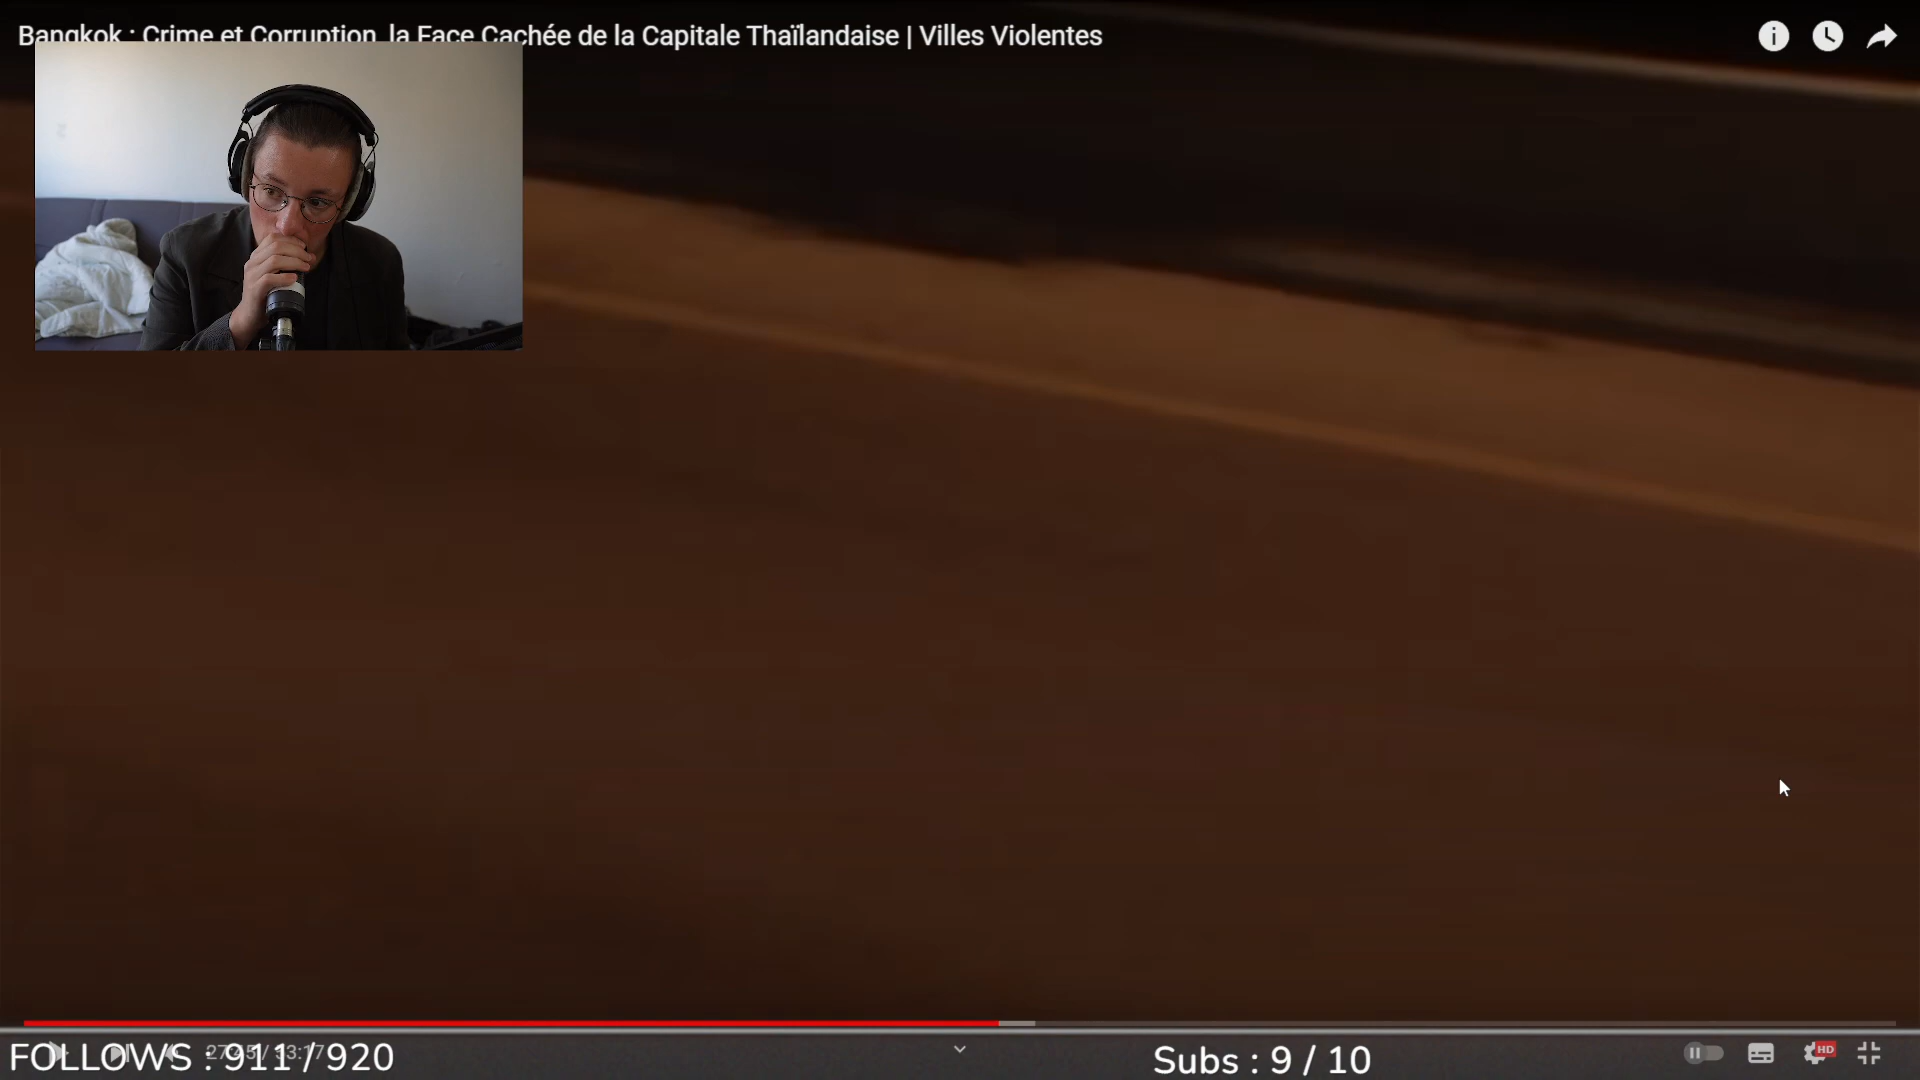 Bangkok : Crime et Corruption, la Face Cachée de la Capitale Thaïlandaise | Villes Violentes
FOLLOWS : 911 / 920
Subs : 9 / 10
HD